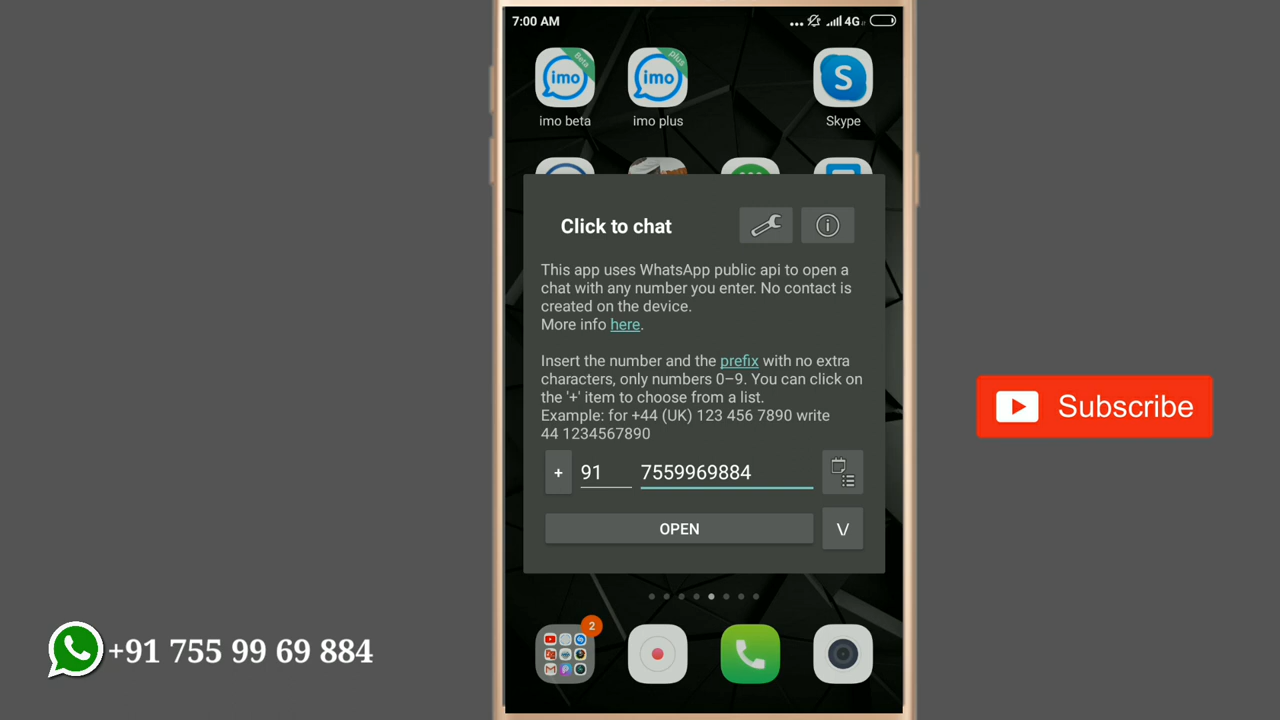 7:00 AM
4G
Beta
imo
plus
imo
S
imo beta
imo plus
Skype
Click to chat
This app uses WhatsApp public api to open a
chat with any number you enter. No contact is
created on the device.
More info here.
Insert the number and the prefix with no extra
characters, only numbers 0–9. You can click on
the '+' item to choose from a list.
Example: for +44 (UK) 123 456 7890 write
44 1234567890
+ 91 7559969884
OPEN
V
2
Subscribe
+91 755 99 69 884